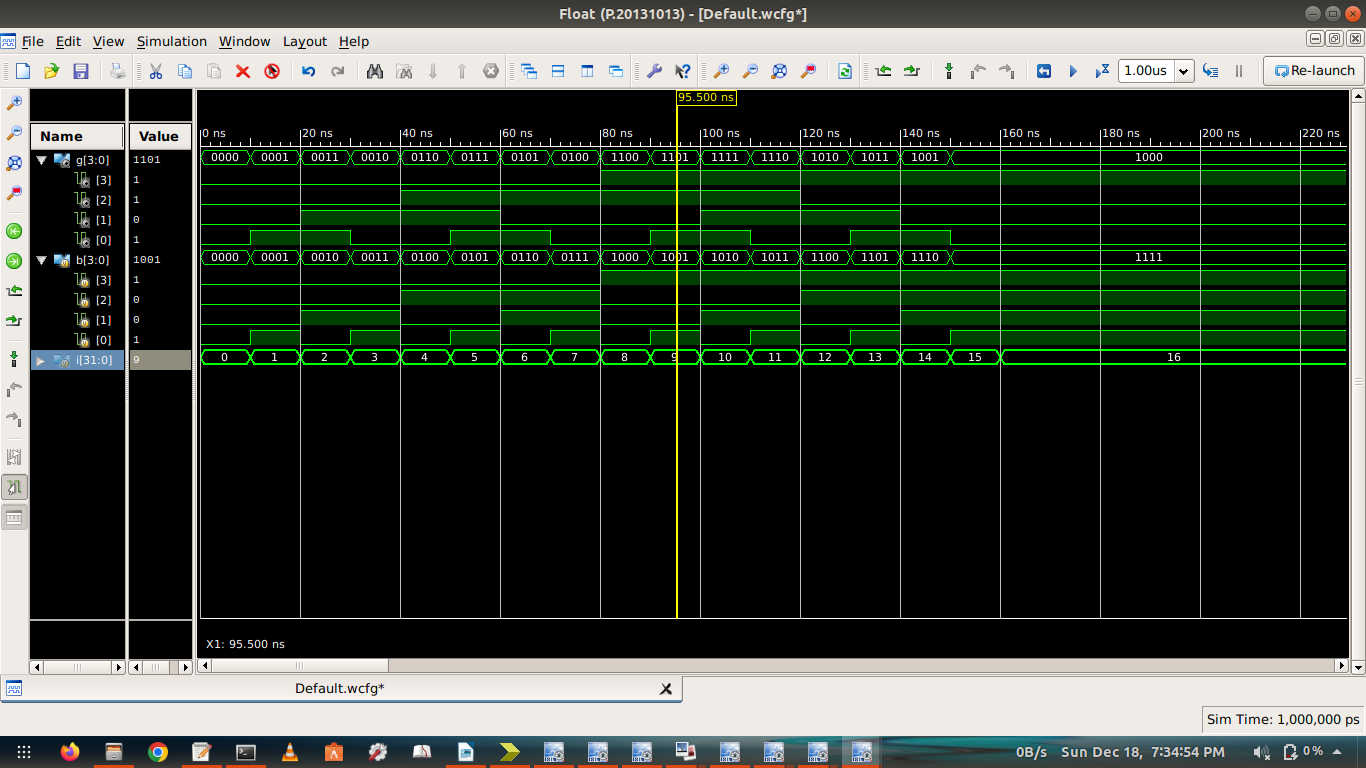 Float (P.20131013) - [Default.wcfg*]
File Edit View Simulation Window Layout Help
1.00us Re-launch
95.500 ns
Name Value
0 ns 20 ns 40 ns 60 ns 80 ns 100 ns 120 ns 140 ns 160 ns 180 ns 200 ns 220 ns
g[3:0] 1101 0000 0001 0011 0010 0110 0111 0101 0100 1100 1101 1111 1110 1010 1011 1001 1000
[3] 1
[2] 1
[1] 0
[0] 1
b[3:0] 1001 0000 0001 0010 0011 0100 0101 0110 0111 1000 1001 1010 1011 1100 1101 1110 1111
[3] 1
[2] 0
[1] 0
[0] 1
i[31:0] 9 0 1 2 3 4 5 6 7 8 9 10 11 12 13 14 15 16
X1: 95.500 ns
Default.wcfg*
Sim Time: 1,000,000 ps
0B/s Sun Dec 18, 7:34:54 PM 0 %